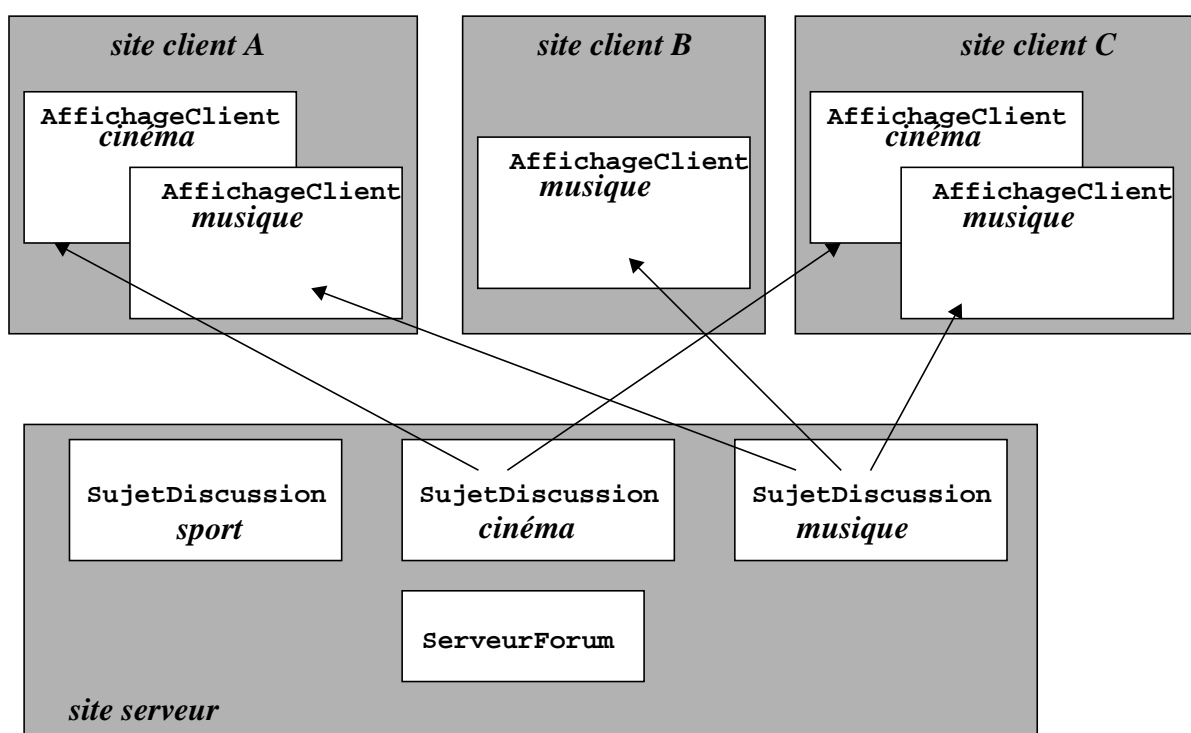 site client A
site client B
site client C
AffichageClient
cinéma
AffichageClient
musique
AffichageClient
musique
AffichageClient
cinéma
AffichageClient
musique
SujetDiscussion
sport
SujetDiscussion
cinéma
SujetDiscussion
musique
ServeurForum
site serveur